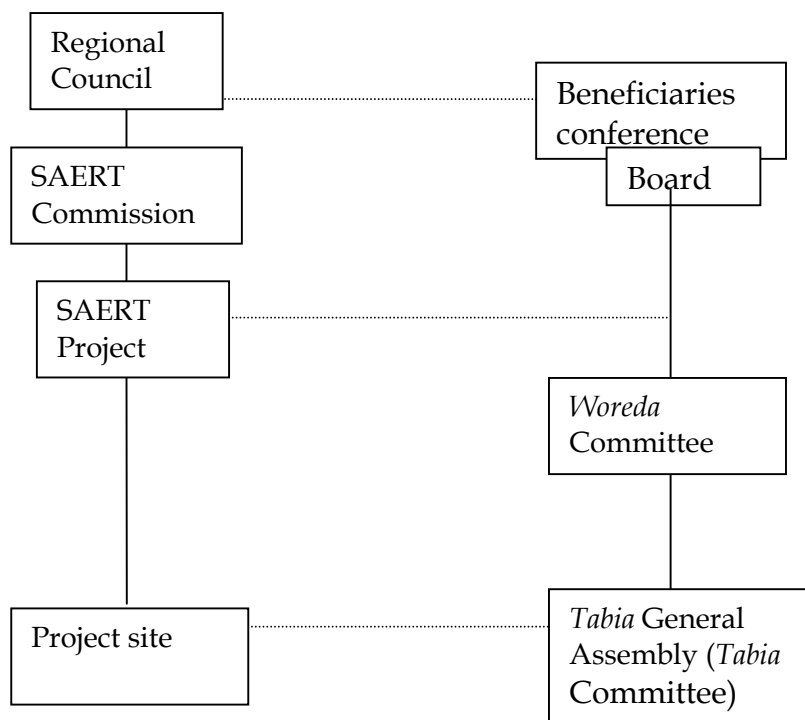 Regional
Council
Beneficiaries
conference
Board
SAERT
Commission
SAERT
Project
Woreda
Committee
Project site
Tabia General
Assembly (Tabia
Committee)